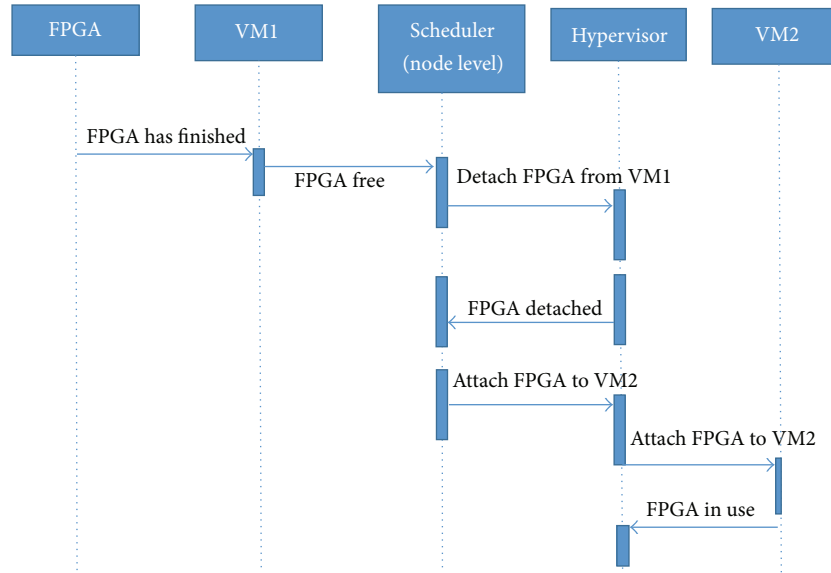 FPGA
VM1
Scheduler
(node level)
Hypervisor
VM2
FPGA has finished
FPGA free
Detach FPGA from VM1
FPGA detached
Attach FPGA to VM2
Attach FPGA to VM2
FPGA in use